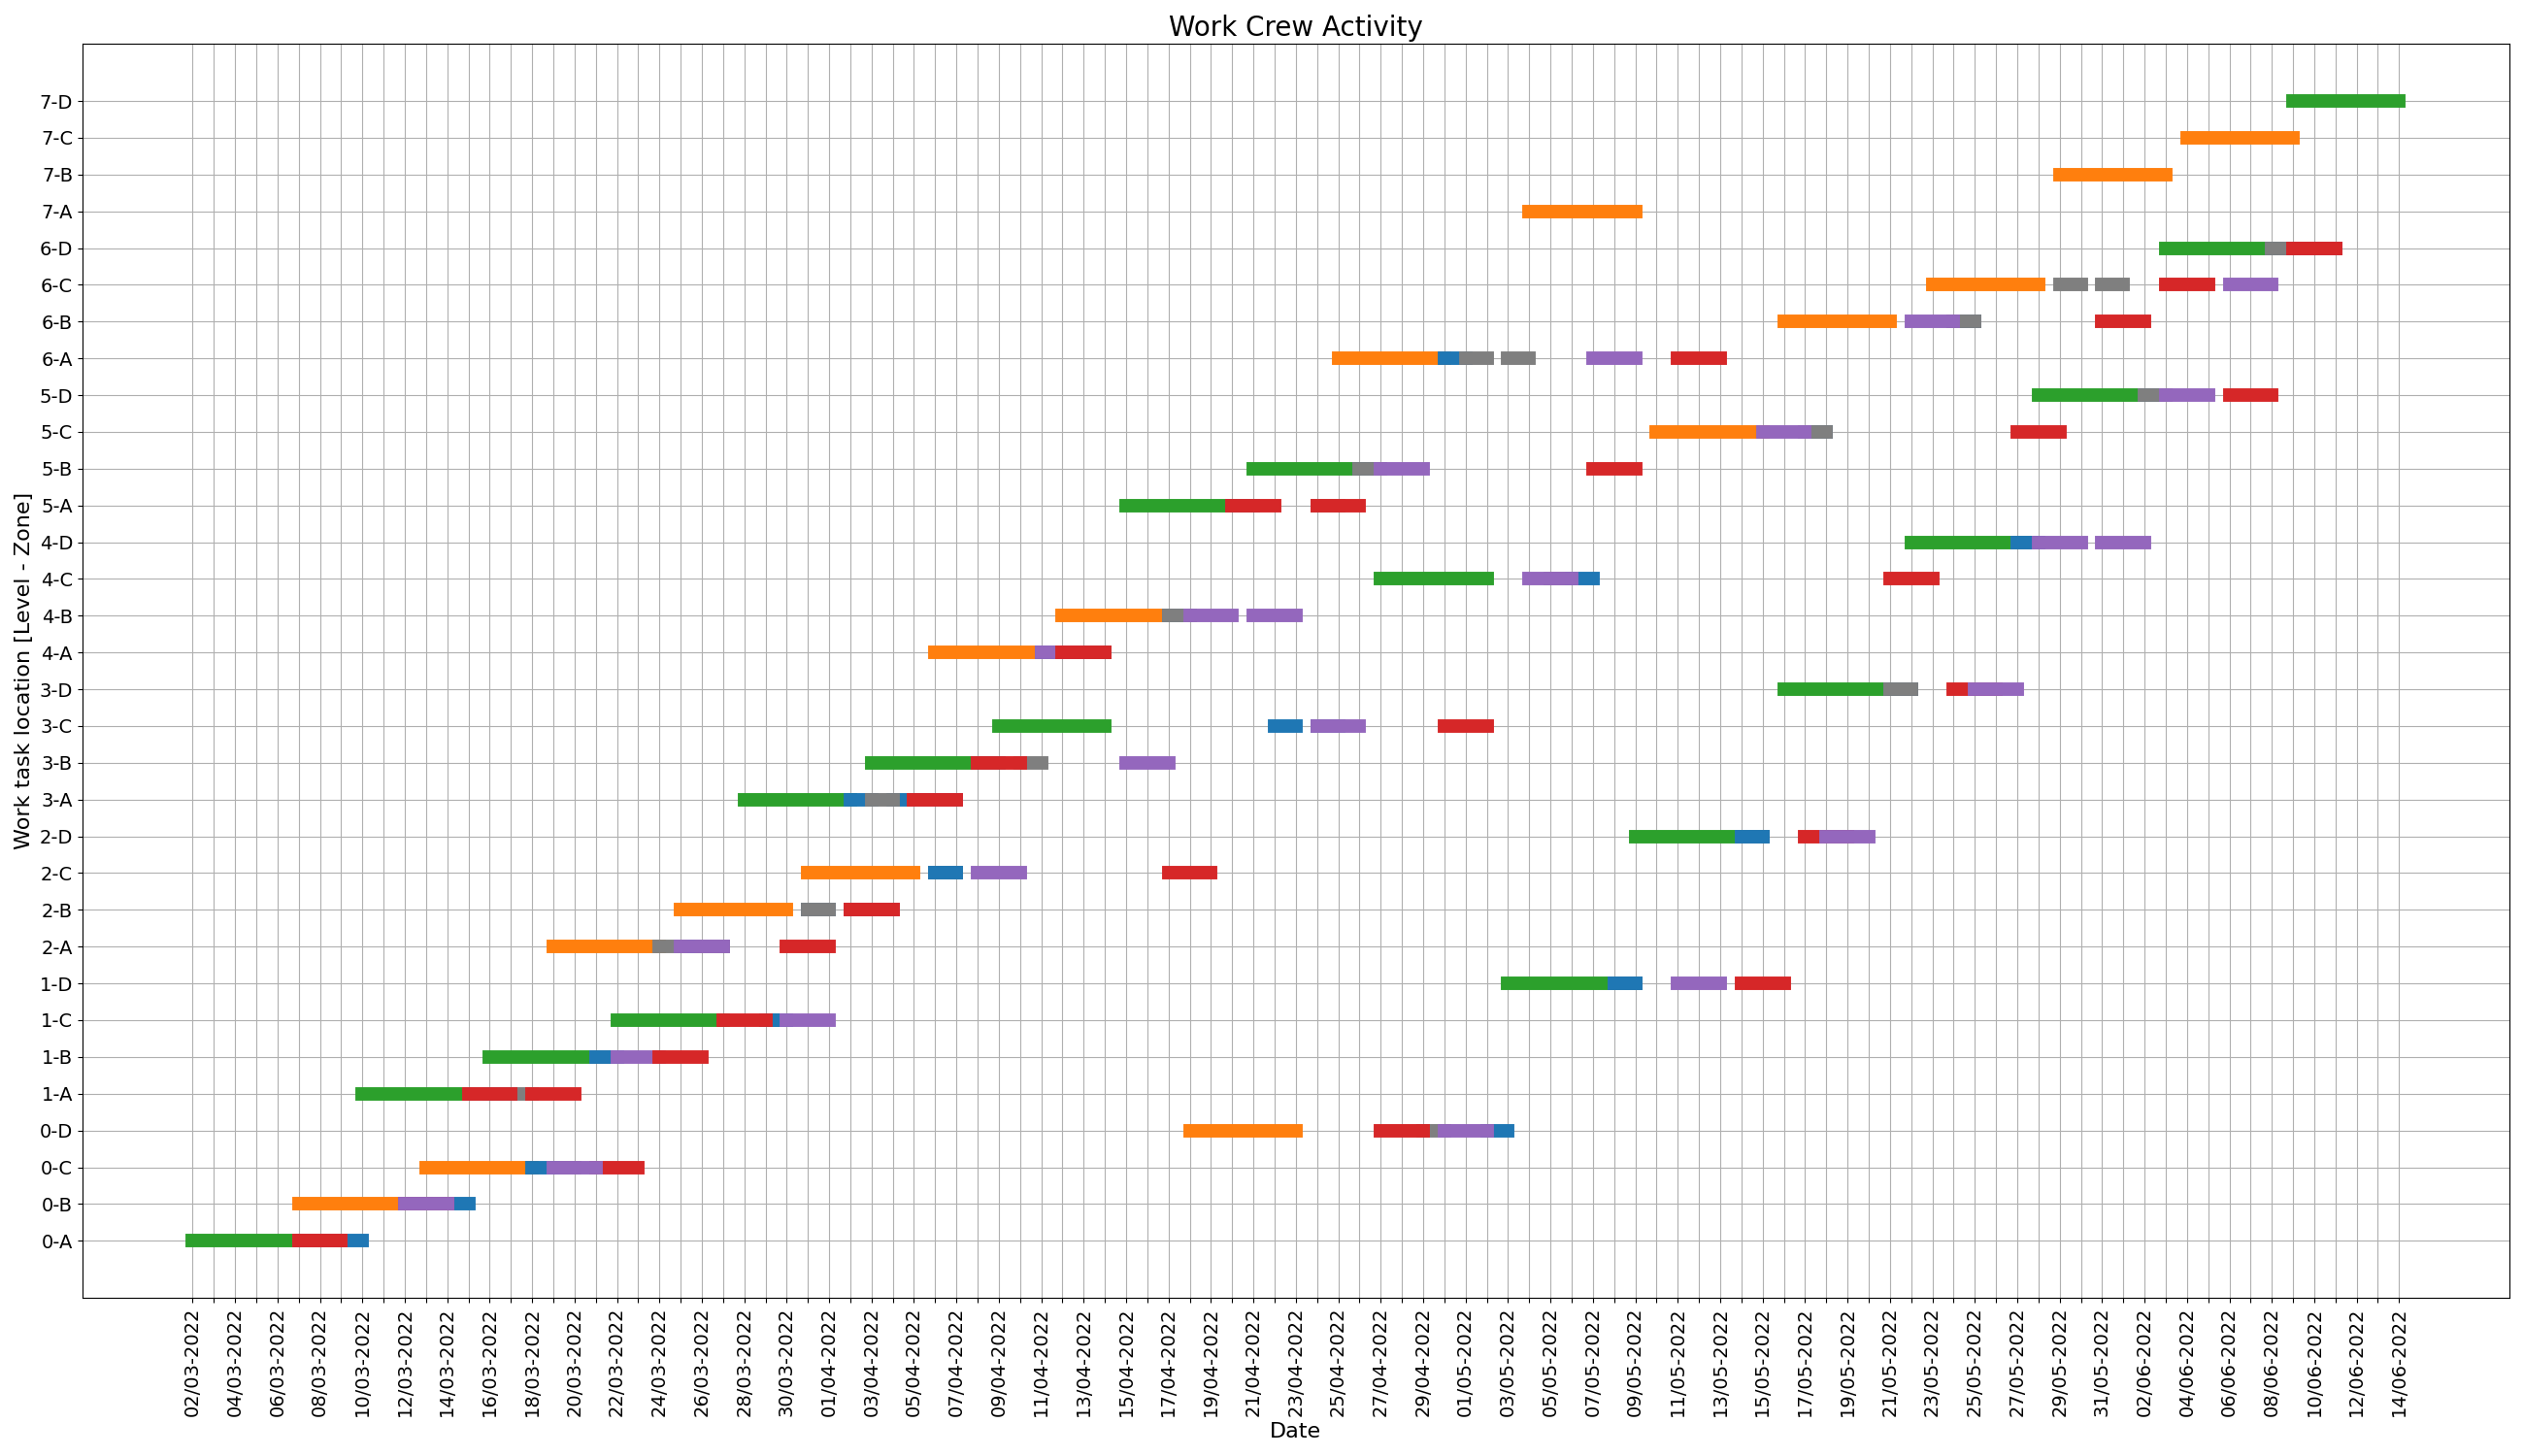 Work Crew Activity
7-D
7-C
7-B
7-A
6-D
6-C
6-B
6-A
5-D
5-C
5-B
5-A
4-D
4-C
4-B
4-A
3-D
3-C
3-B
3-A
2-D
2-C
2-B
2-A
1-D
1-C
1-B
1-A
0-D
0-C
0-B
0-A
Work task location [Level - Zone]
02/03-2022
04/03-2022
06/03-2022
08/03-2022
10/03-2022
12/03-2022
14/03-2022
16/03-2022
18/03-2022
20/03-2022
22/03-2022
24/03-2022
26/03-2022
28/03-2022
30/03-2022
01/04-2022
03/04-2022
05/04-2022
07/04-2022
09/04-2022
11/04-2022
13/04-2022
15/04-2022
17/04-2022
19/04-2022
21/04-2022
23/04-2022
25/04-2022
27/04-2022
29/04-2022
01/05-2022
03/05-2022
05/05-2022
07/05-2022
09/05-2022
11/05-2022
13/05-2022
15/05-2022
17/05-2022
19/05-2022
21/05-2022
23/05-2022
25/05-2022
27/05-2022
29/05-2022
31/05-2022
02/06-2022
04/06-2022
06/06-2022
08/06-2022
10/06-2022
12/06-2022
14/06-2022
Date